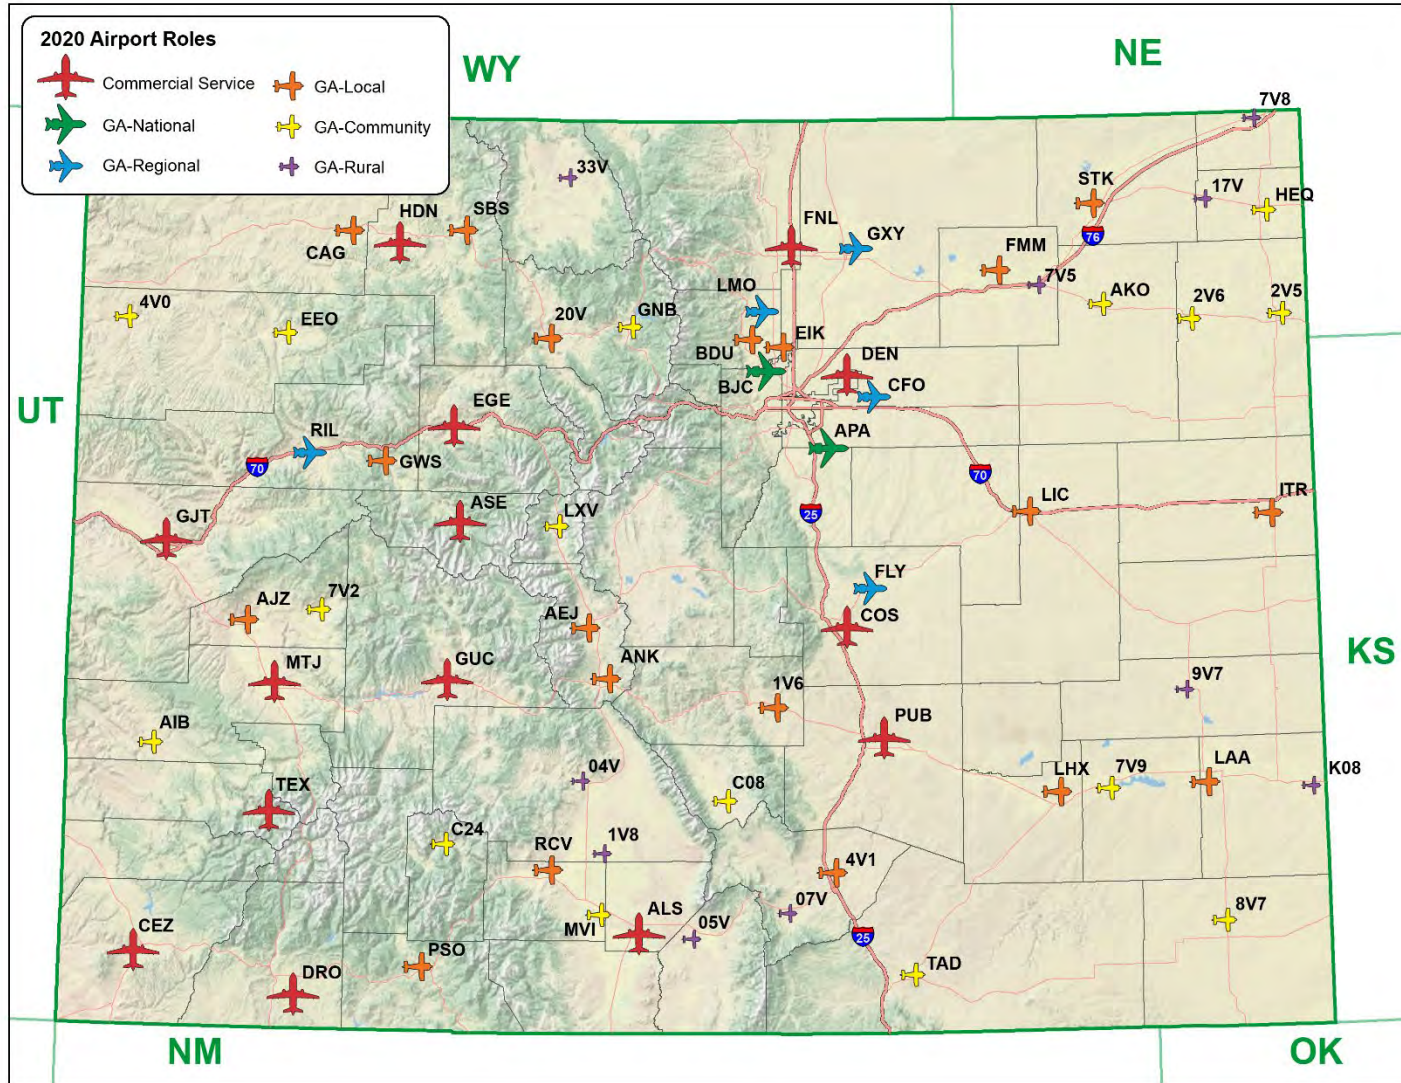 2020 Airport Roles
Commercial Service
GA-Local
GA-National
GA-Community
GA-Regional
GA-Rural
WY
NE
7V8
33V
STK
17V
HEQ
HDN
SBS
FNL
GXY
CAG
76
FMM
7V5
4V0
EEO
20V
GNB
LMO
AKO
2V6
2V5
EIK
BDU
BJC
DEN
CFO
UT
EGE
RIL
GWS
APA
70
70
GJT
ASE
LXV
25
LIC
ITR
AJZ
7V2
AEJ
FLY
COS
KS
MTJ
GUC
ANK
1V6
9V7
AIB
PUB
TEX
04V
C08
LHX
7V9
LAA
K08
C24
RCV
1V8
4V1
CEZ
MVI
ALS
05V
07V
25
8V7
PSO
DRO
TAD
NM
OK